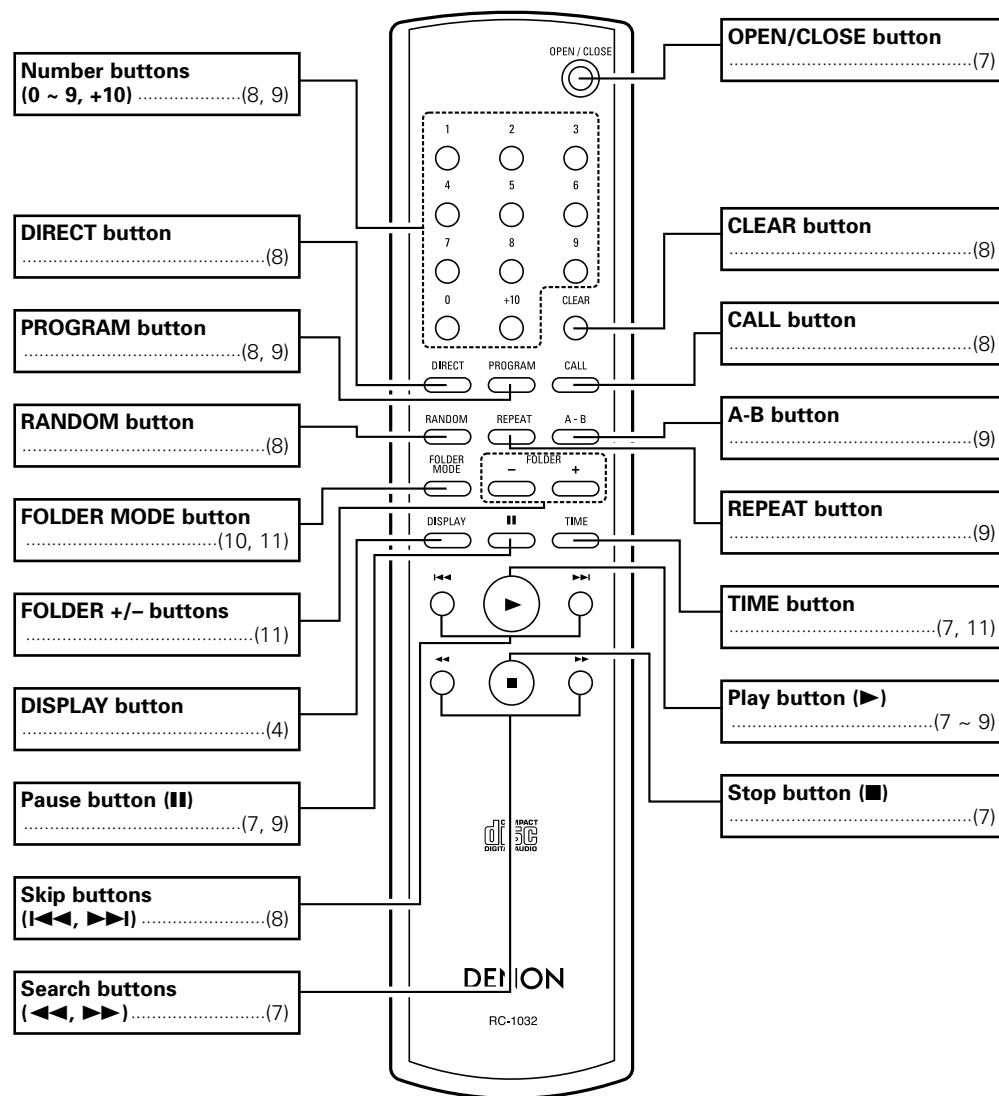 Number buttons
(0 ~ 9, +10) ....................(8, 9)
DIRECT button
............................................(8)
PROGRAM button
.......................................(8, 9)
RANDOM button
............................................(8)
FOLDER MODE button
...................................(10, 11)
FOLDER +/– buttons
..........................................(11)
DISPLAY button
............................................(4)
Pause button (❚❚)
.......................................(7, 9)
Skip buttons
(I◄◄, ►►I) .......................(8)
Search buttons
(◄◄, ►►) .........................(7)
OPEN / CLOSE
1 2 3
4 5 6
7 8 9
0 +10 CLEAR
DIRECT PROGRAM CALL
RANDOM REPEAT A - B
FOLDER
MODE
FOLDER
– +
DISPLAY ❚❚ TIME
I◄◄ ► ►►I
◄◄ ■ ►►
COMPACT
disc
DIGITAL AUDIO
DENON
RC-1032
OPEN/CLOSE button
............................................(7)
CLEAR button
............................................(8)
CALL button
............................................(8)
A-B button
............................................(9)
REPEAT button
............................................(9)
TIME button
......................................(7, 11)
Play button (►)
.....................................(7 ~ 9)
Stop button (■)
............................................(7)